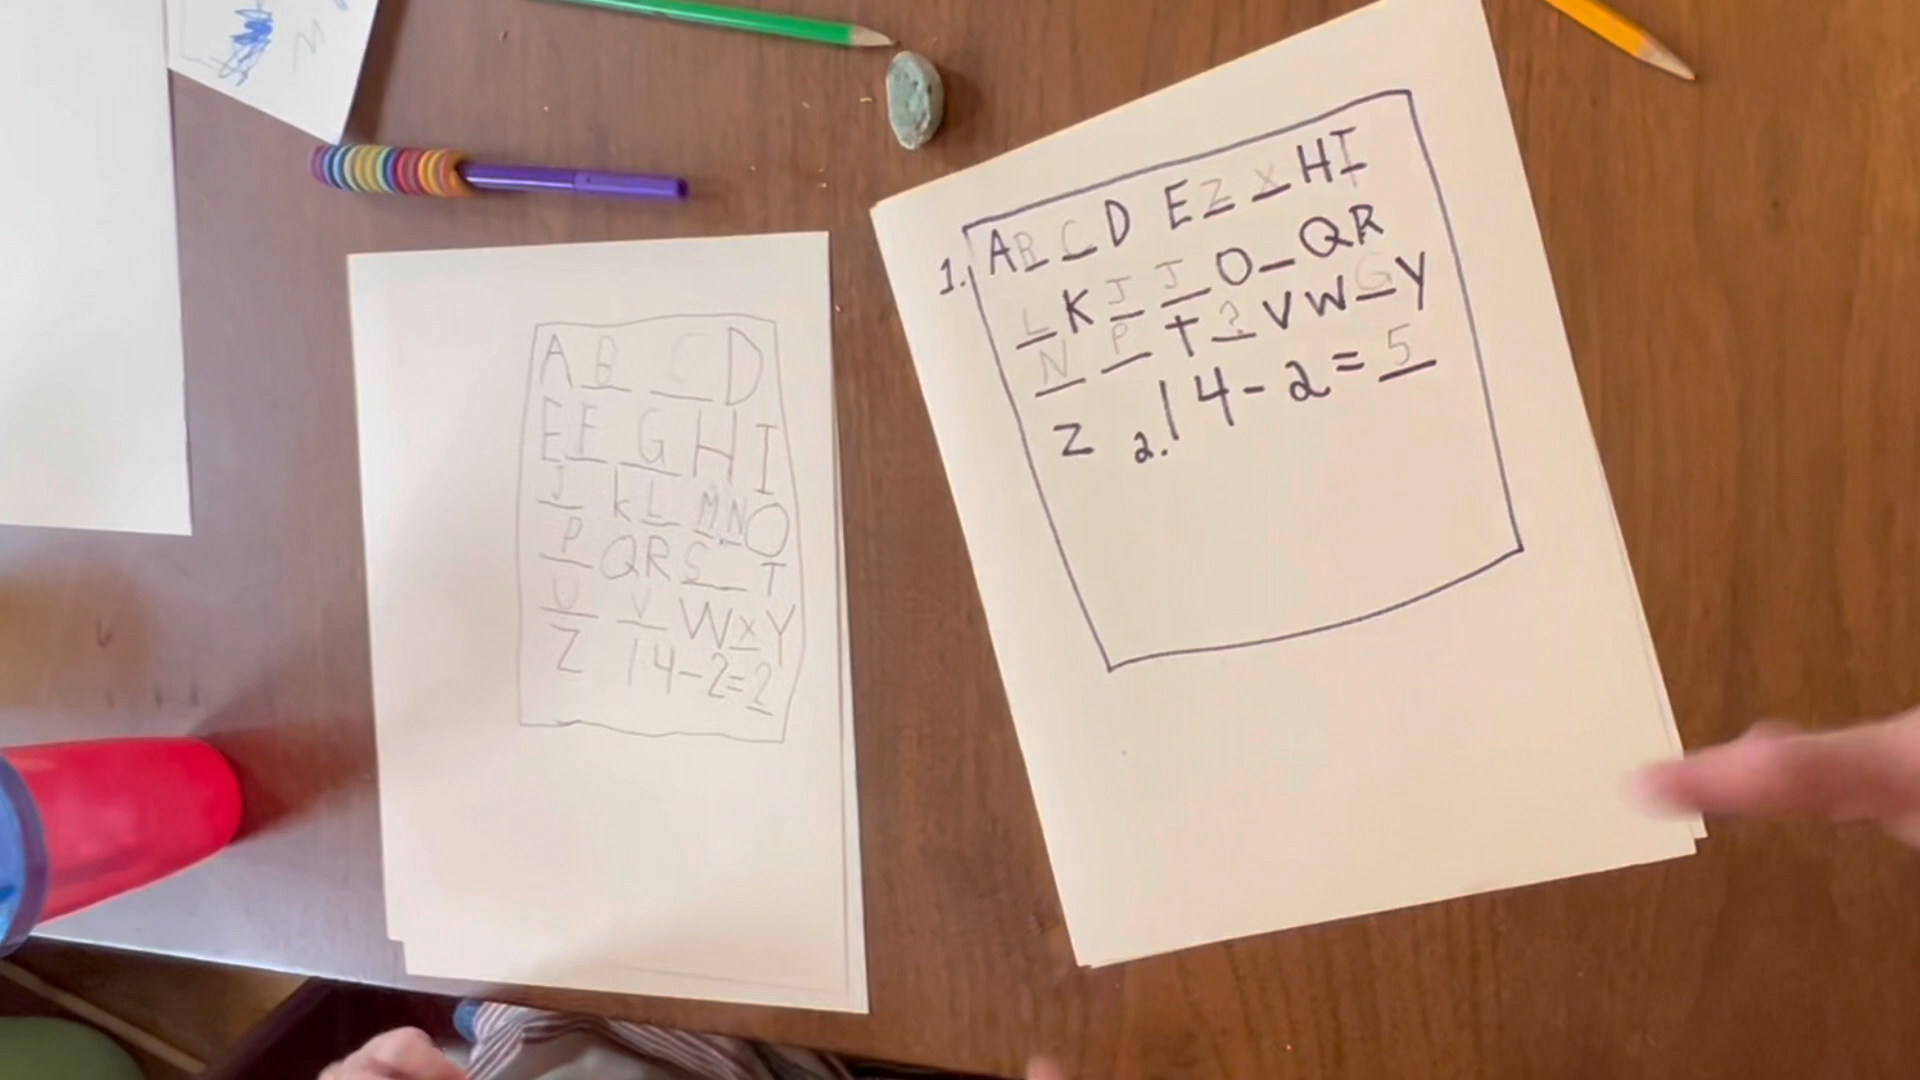 A B C D
E F G H I
J K L M N O
P Q R S T
U V W X Y
Z 14-2=2
1. A B C D E Z X H I
L K J J O _ Q R
N P T ? V W G Y
Z 2. 14-2=5